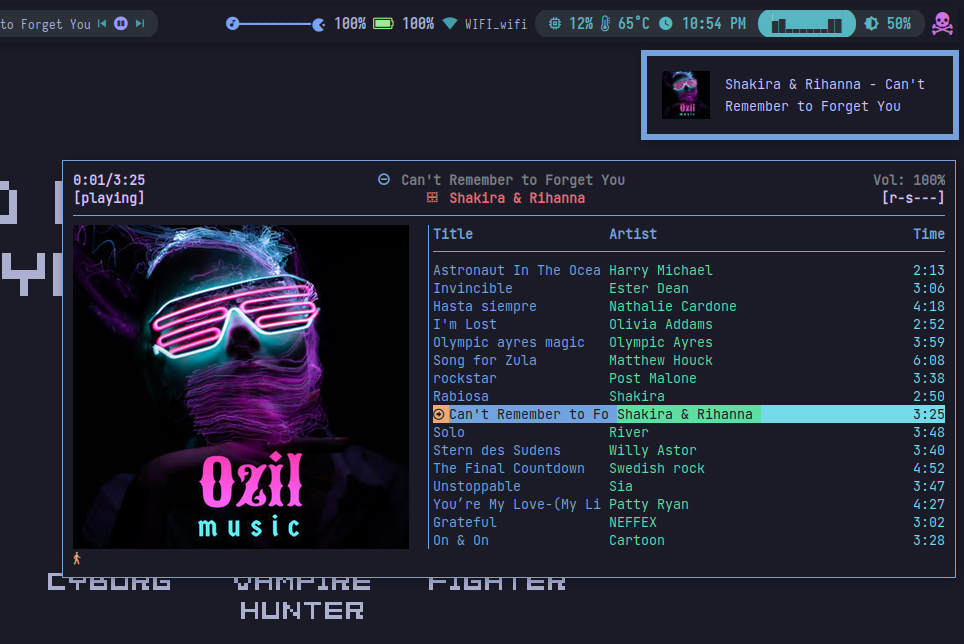 to Forget You 100% 100% WIFI_wifi 12% 65°C 10:54 PM 50%
Shakira & Rihanna - Can't
Remember to Forget You
0:01/3:25 Can't Remember to Forget You Vol: 100%
[playing] Shakira & Rihanna [r-s---]
Title Artist Time
Astronaut In The Ocea Harry Michael 2:13
Invincible Ester Dean 3:06
Hasta siempre Nathalie Cardone 4:18
I'm Lost Olivia Addams 2:52
Olympic ayres magic Olympic Ayres 3:59
Song for Zula Matthew Houck 6:08
rockstar Post Malone 3:38
Rabiosa Shakira 2:50
Can't Remember to Fo Shakira & Rihanna 3:25
Solo River 3:48
Stern des Sudens Willy Astor 3:40
The Final Countdown Swedish rock 4:52
Unstoppable Sia 3:47
You’re My Love-(My Li Patty Ryan 4:27
Grateful NEFFEX 3:02
On & On Cartoon 3:28
Ozil
music
CYBORG VAMPIRE FIGHTER
HUNTER